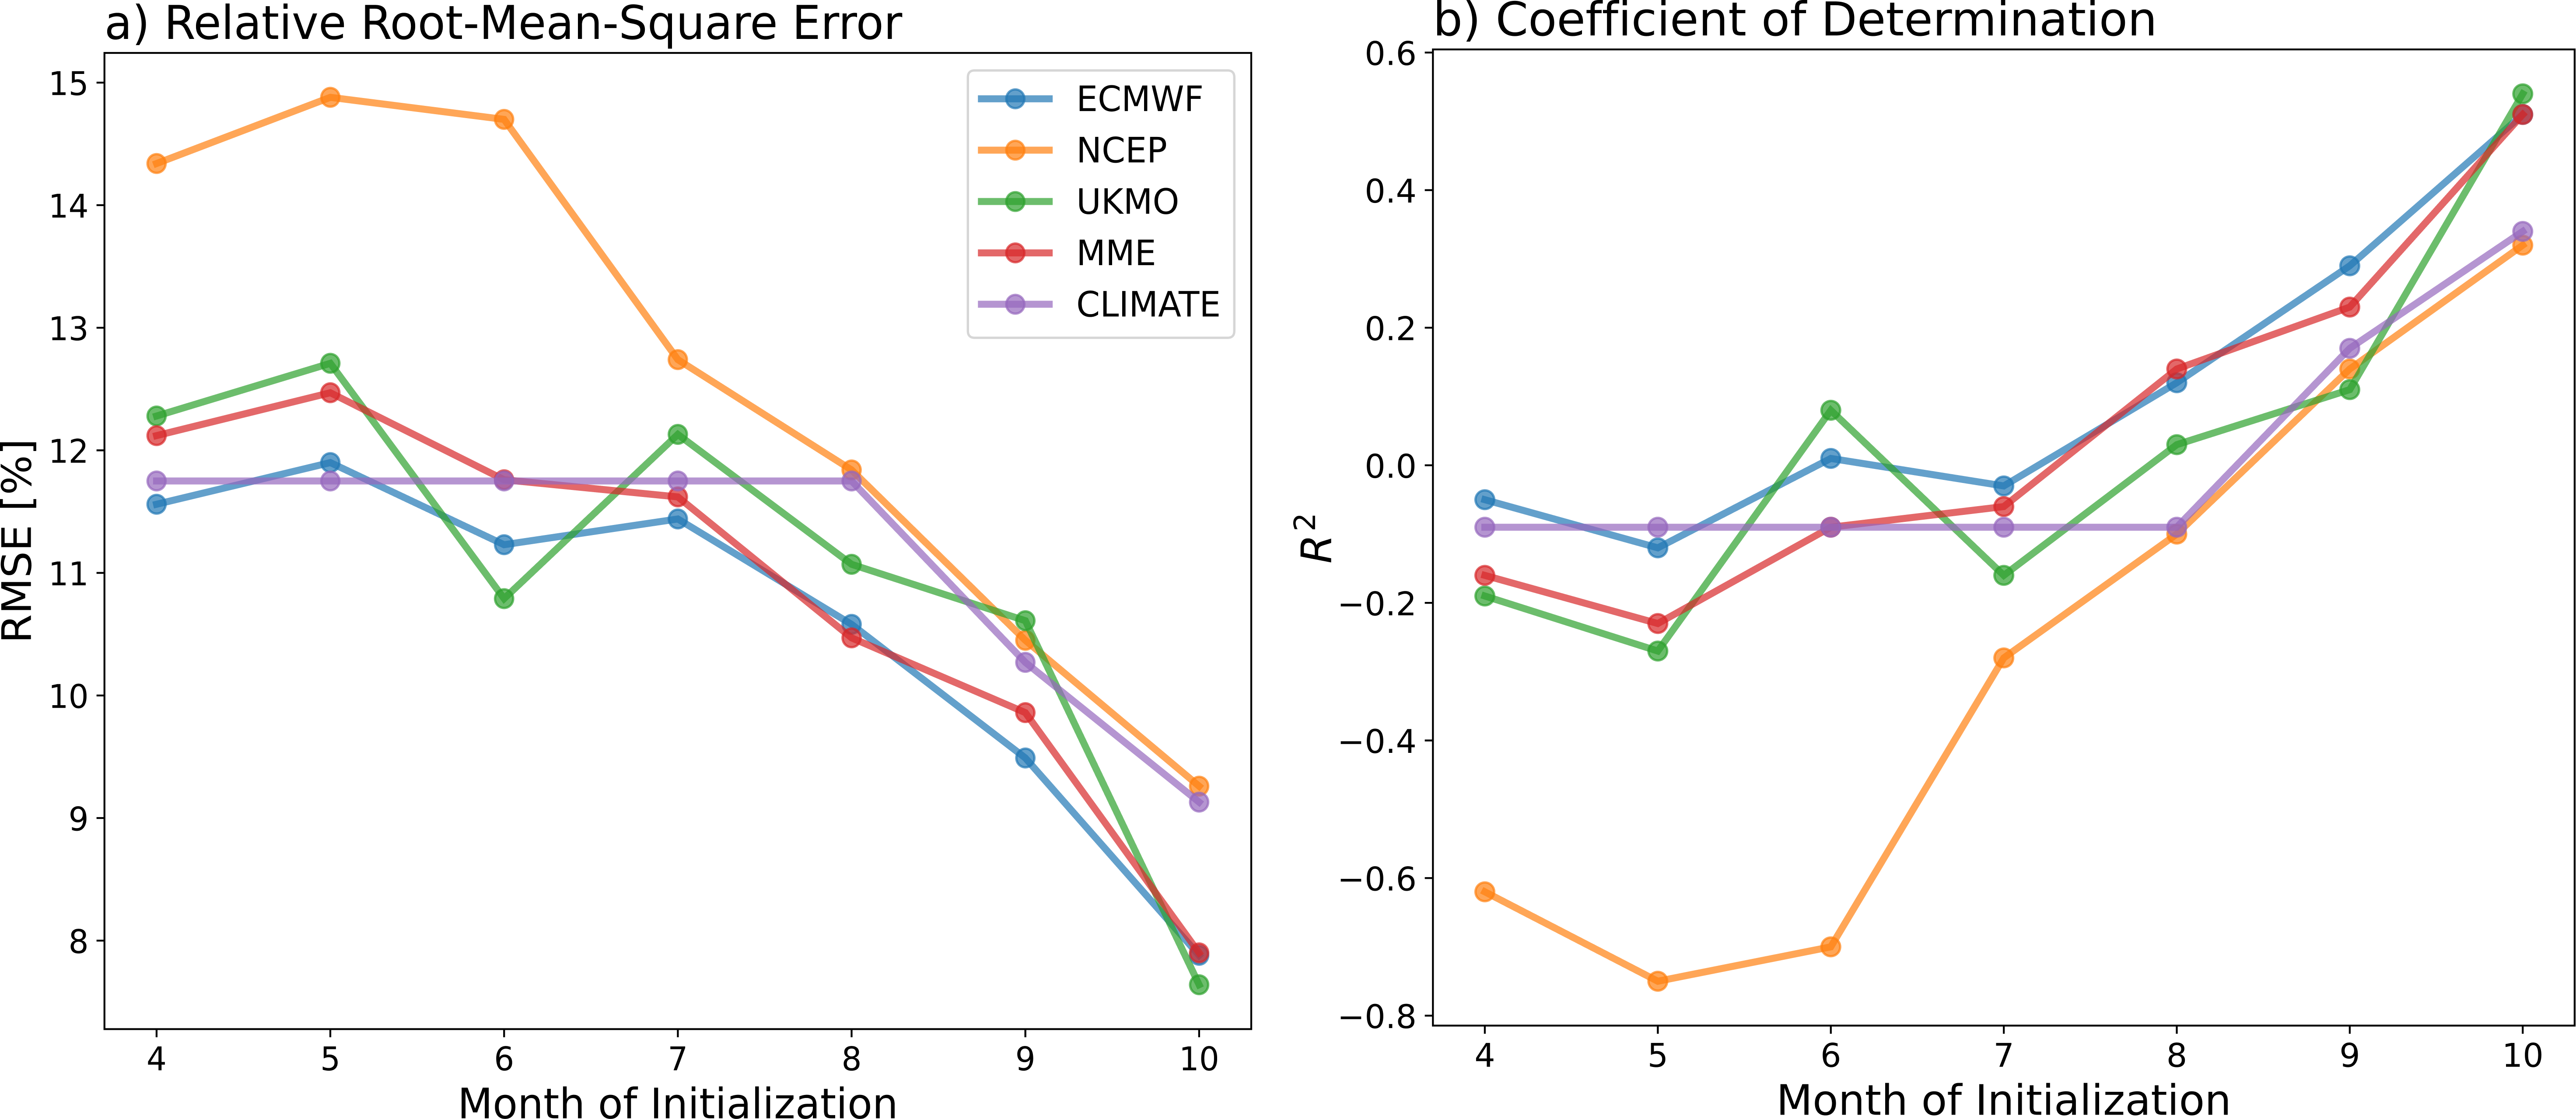 a) Relative Root-Mean-Square Error
15
14
13
12
11
10
9
8
RMSE [%]
4 5 6 7 8 9 10
Month of Initialization
ECMWF
NCEP
UKMO
MME
CLIMATE
b) Coefficient of Determination
0.6
0.4
0.2
0.0
−0.2
−0.4
−0.6
−0.8
R²
4 5 6 7 8 9 10
Month of Initialization